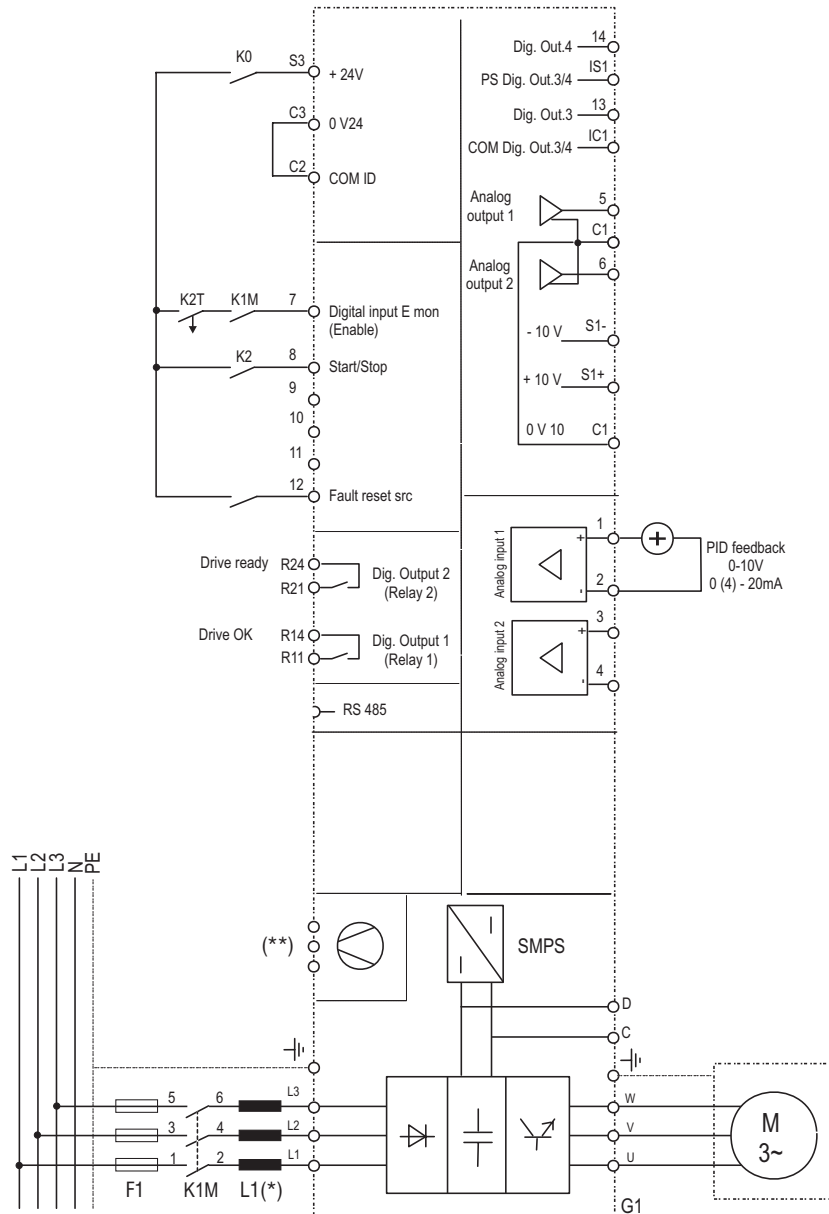 K0
S3
+ 24V
C3
0 V24
C2
COM ID
K2T
K1M
7
Digital input E mon
(Enable)
K2
8
Start/Stop
9
10
11
12
Fault reset src
Drive ready
R24
R21
Dig. Output 2
(Relay 2)
Drive OK
R14
R11
Dig. Output 1
(Relay 1)
RS 485
Dig. Out.4
14
PS Dig. Out.3/4
IS1
Dig. Out.3
13
COM Dig. Out.3/4
IC1
Analog
output 1
5
C1
Analog
output 2
6
- 10 V
S1-
+ 10 V
S1+
0 V 10
C1
Analog input 1
+
-
1
2
+
PID feedback
0-10V
0 (4) - 20mA
Analog input 2
+
-
3
4
L1
L2
L3
N
PE
(**)
SMPS
D
C
5
6
L3
3
4
L2
1
2
L1
F1
K1M
L1(*)
W
V
U
M
3~
G1